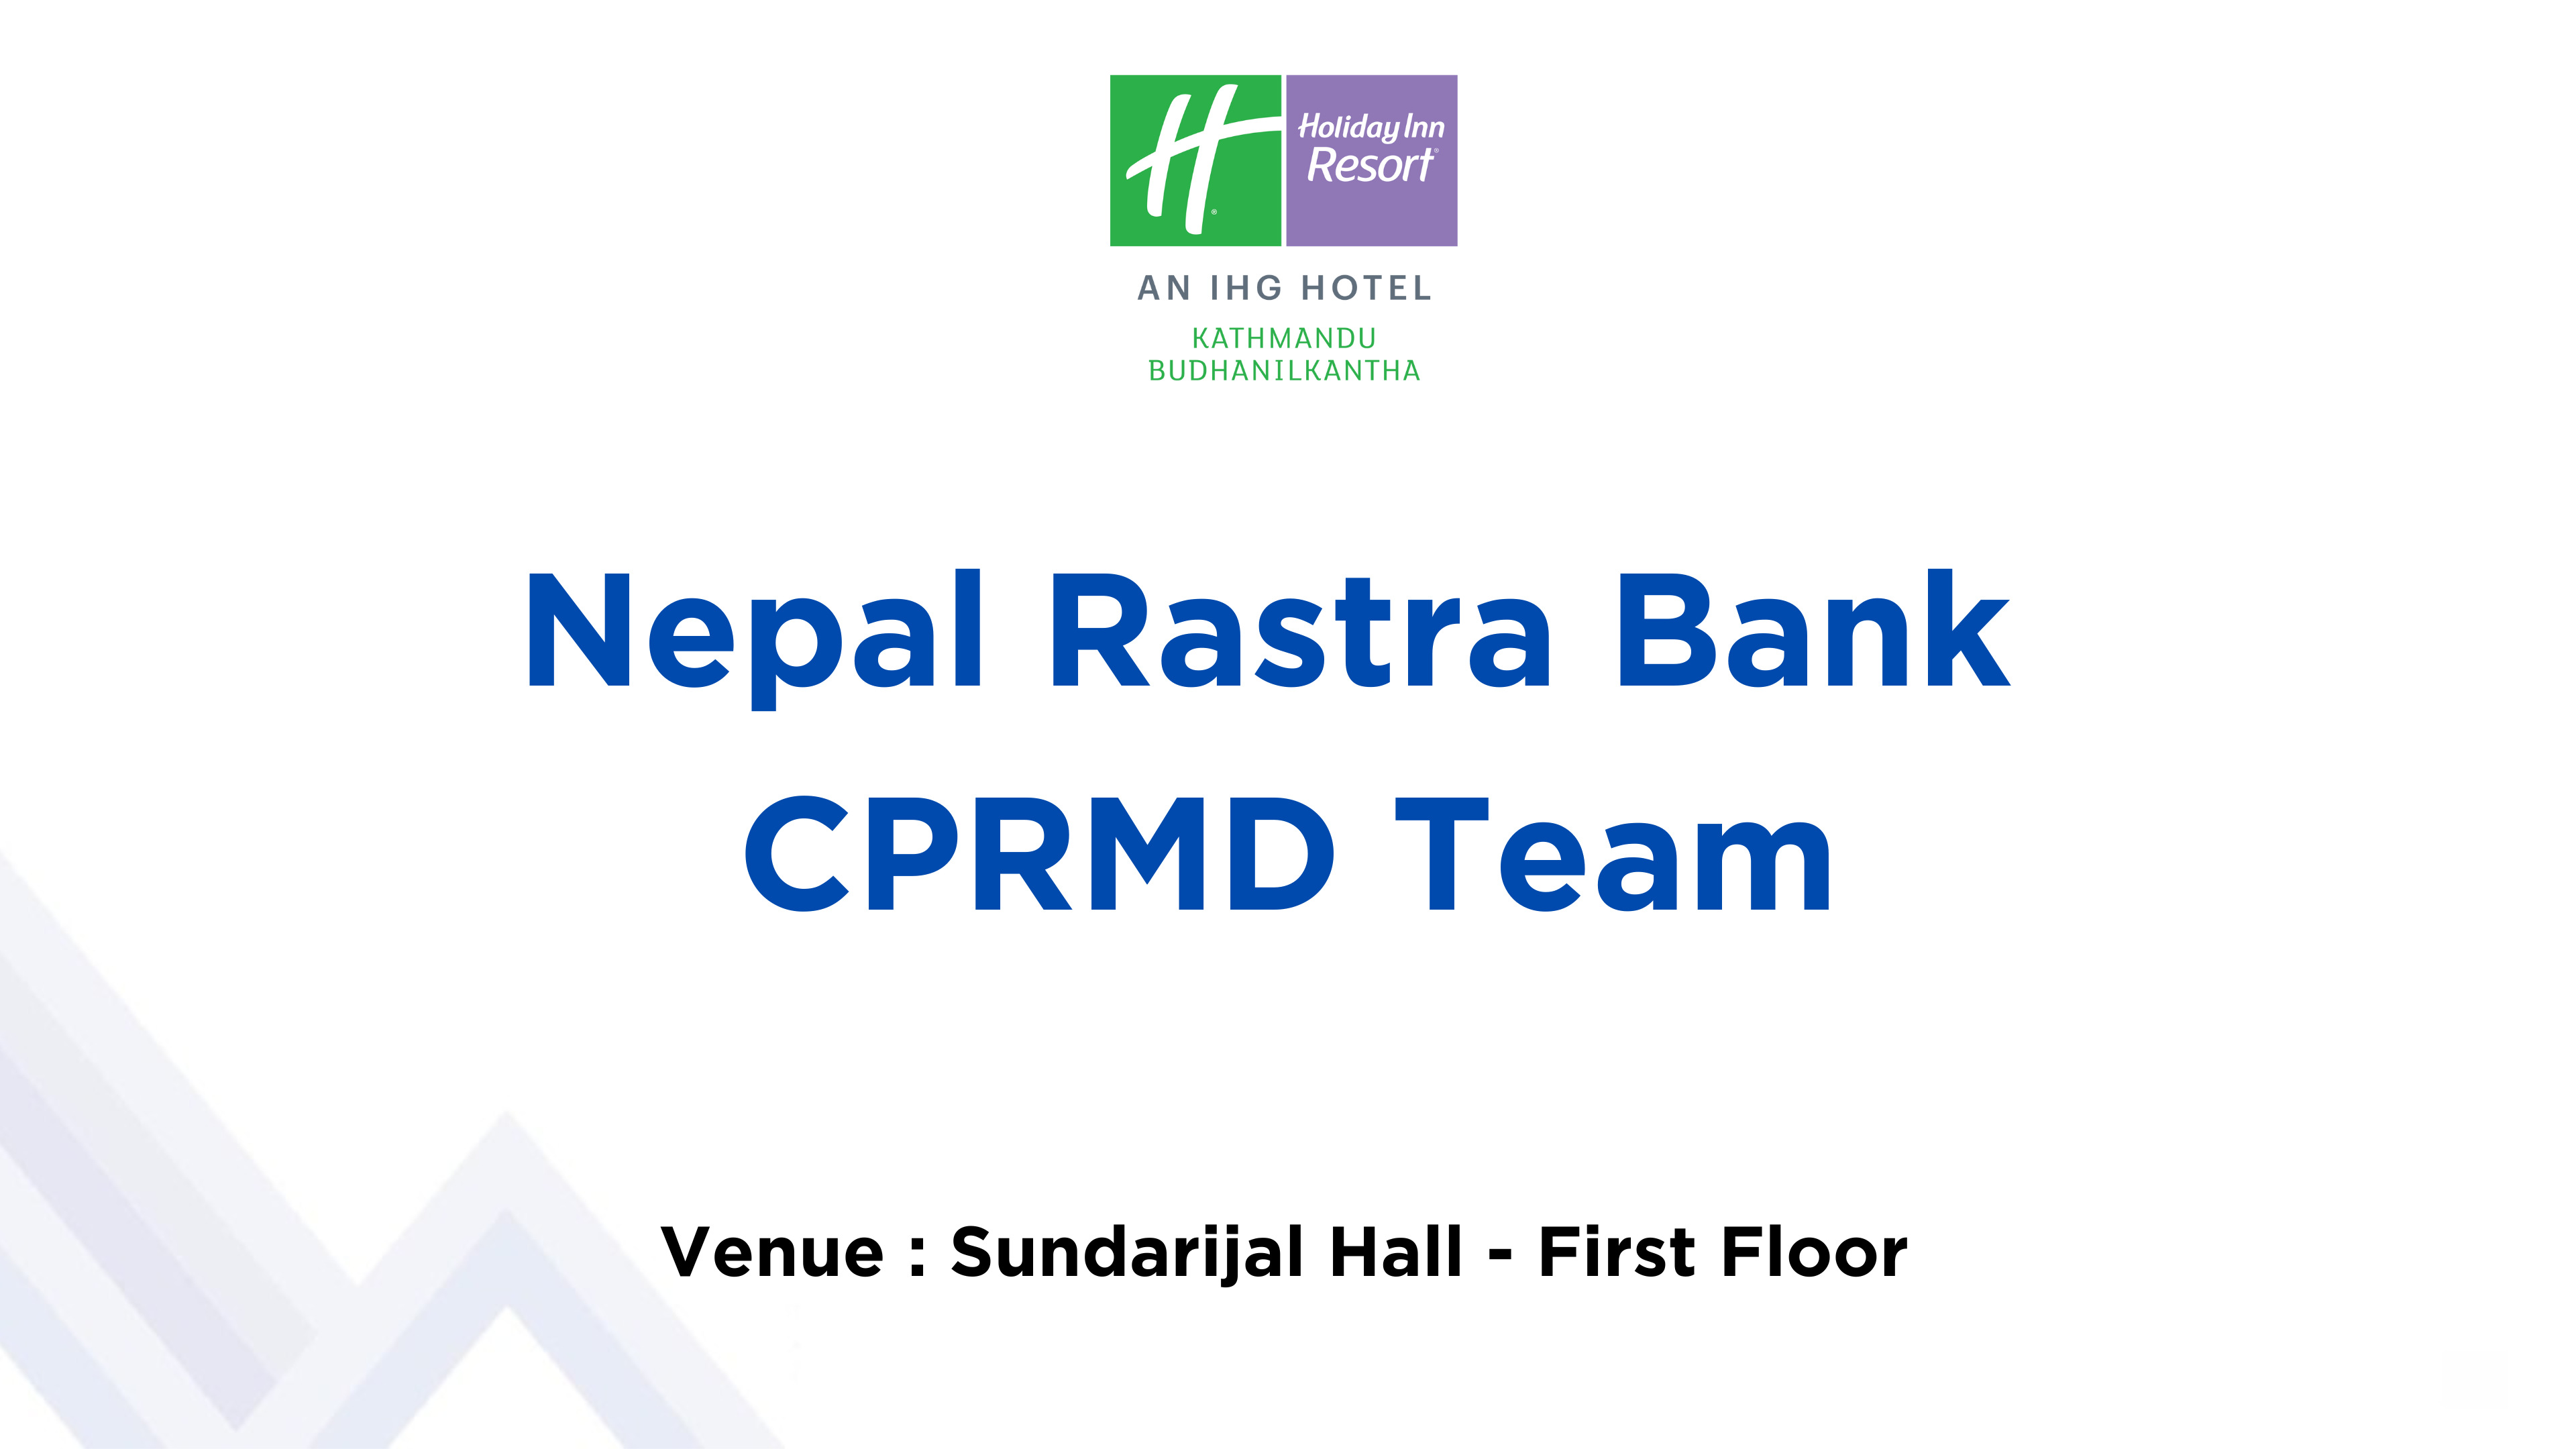 Holiday Inn
Resort
AN IHG HOTEL
KATHMANDU
BUDHANILKANTHA
Nepal Rastra Bank
CPRMD Team
Venue : Sundarijal Hall - First Floor